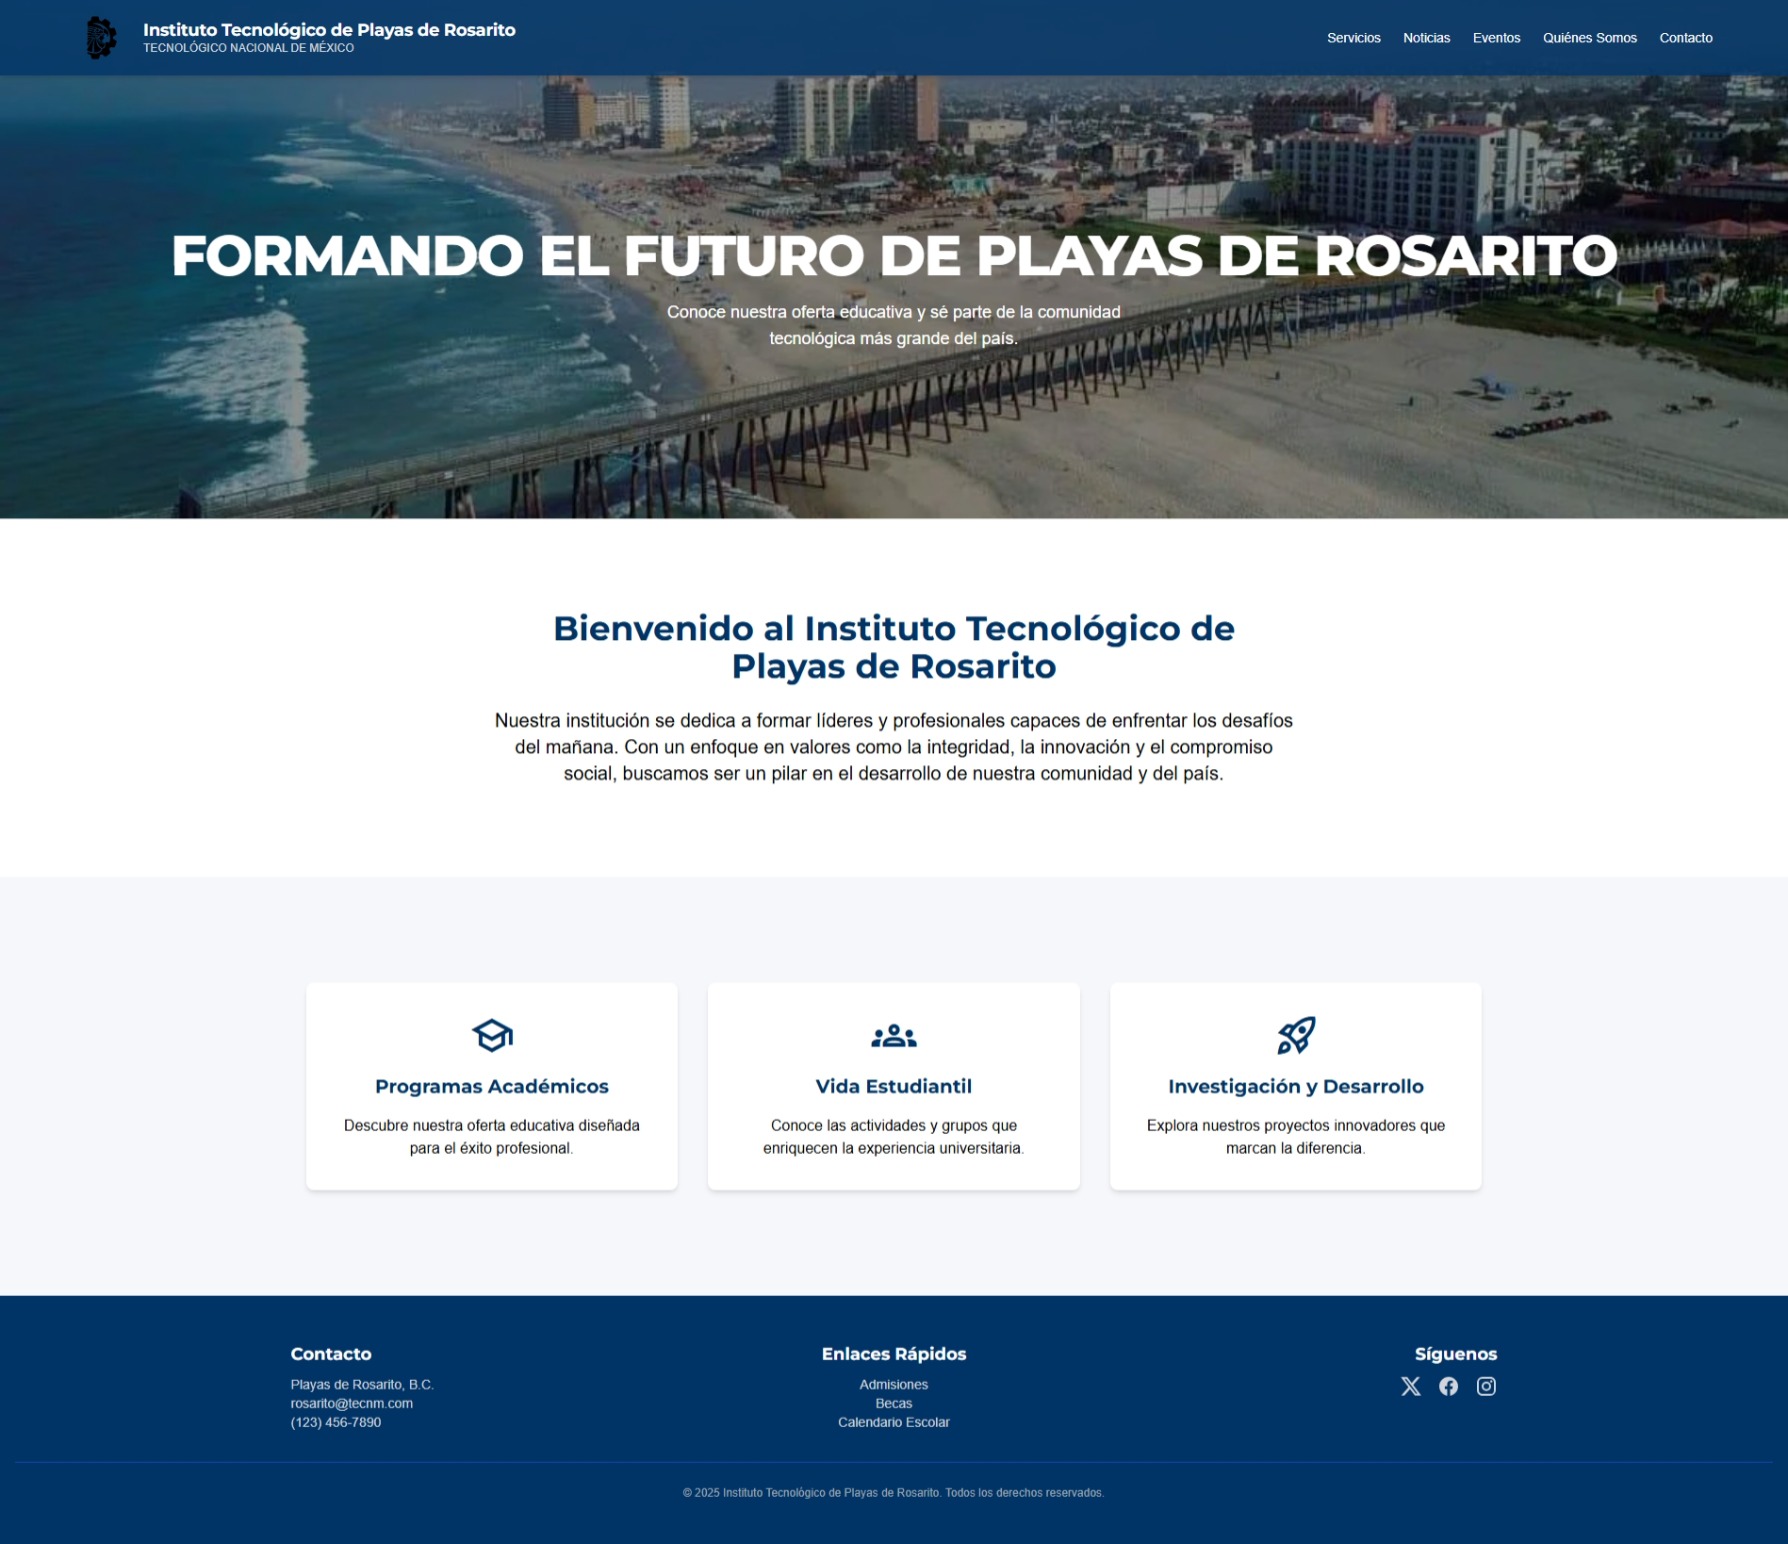 Instituto Tecnológico de Playas de Rosarito
TECNOLÓGICO NACIONAL DE MÉXICO
Servicios
Noticias
Eventos
Quiénes Somos
Contacto
FORMANDO EL FUTURO DE PLAYAS DE ROSARITO
Conoce nuestra oferta educativa y sé parte de la comunidad
tecnológica más grande del país.
Bienvenido al Instituto Tecnológico de
Playas de Rosarito
Nuestra institución se dedica a formar líderes y profesionales capaces de enfrentar los desafíos
del mañana. Con un enfoque en valores como la integridad, la innovación y el compromiso
social, buscamos ser un pilar en el desarrollo de nuestra comunidad y del país.
Programas Académicos
Descubre nuestra oferta educativa diseñada
para el éxito profesional.
Vida Estudiantil
Conoce las actividades y grupos que
enriquecen la experiencia universitaria.
Investigación y Desarrollo
Explora nuestros proyectos innovadores que
marcan la diferencia.
Contacto
Playas de Rosarito, B.C.
rosarito@tecnm.com
(123) 456-7890
Enlaces Rápidos
Admisiones
Becas
Calendario Escolar
Síguenos
© 2025 Instituto Tecnológico de Playas de Rosarito. Todos los derechos reservados.